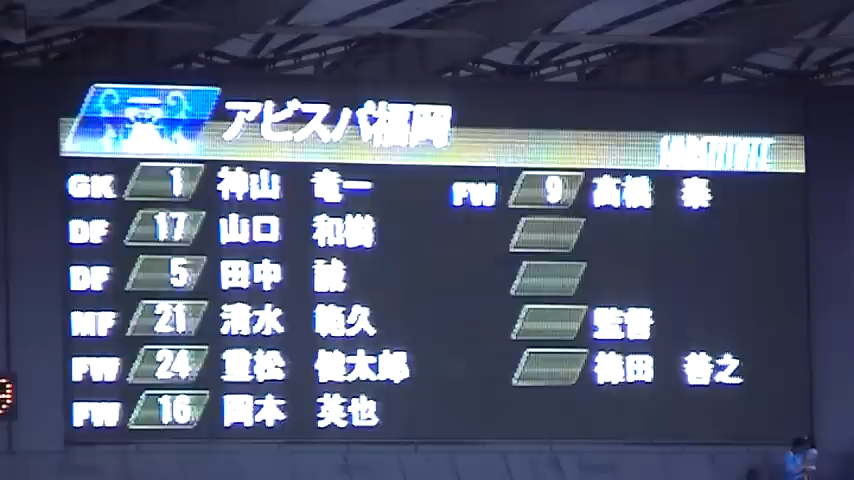 アビスパ福岡
SUBSTITUTE
GK 1 神山 竜一
DF 17 山口 和樹
DF 5 田中 誠
MF 21 清水 範久
FW 24 重松 健太郎
FW 16 岡本 英也
FW 9 高橋 泰
監督
篠田 善之